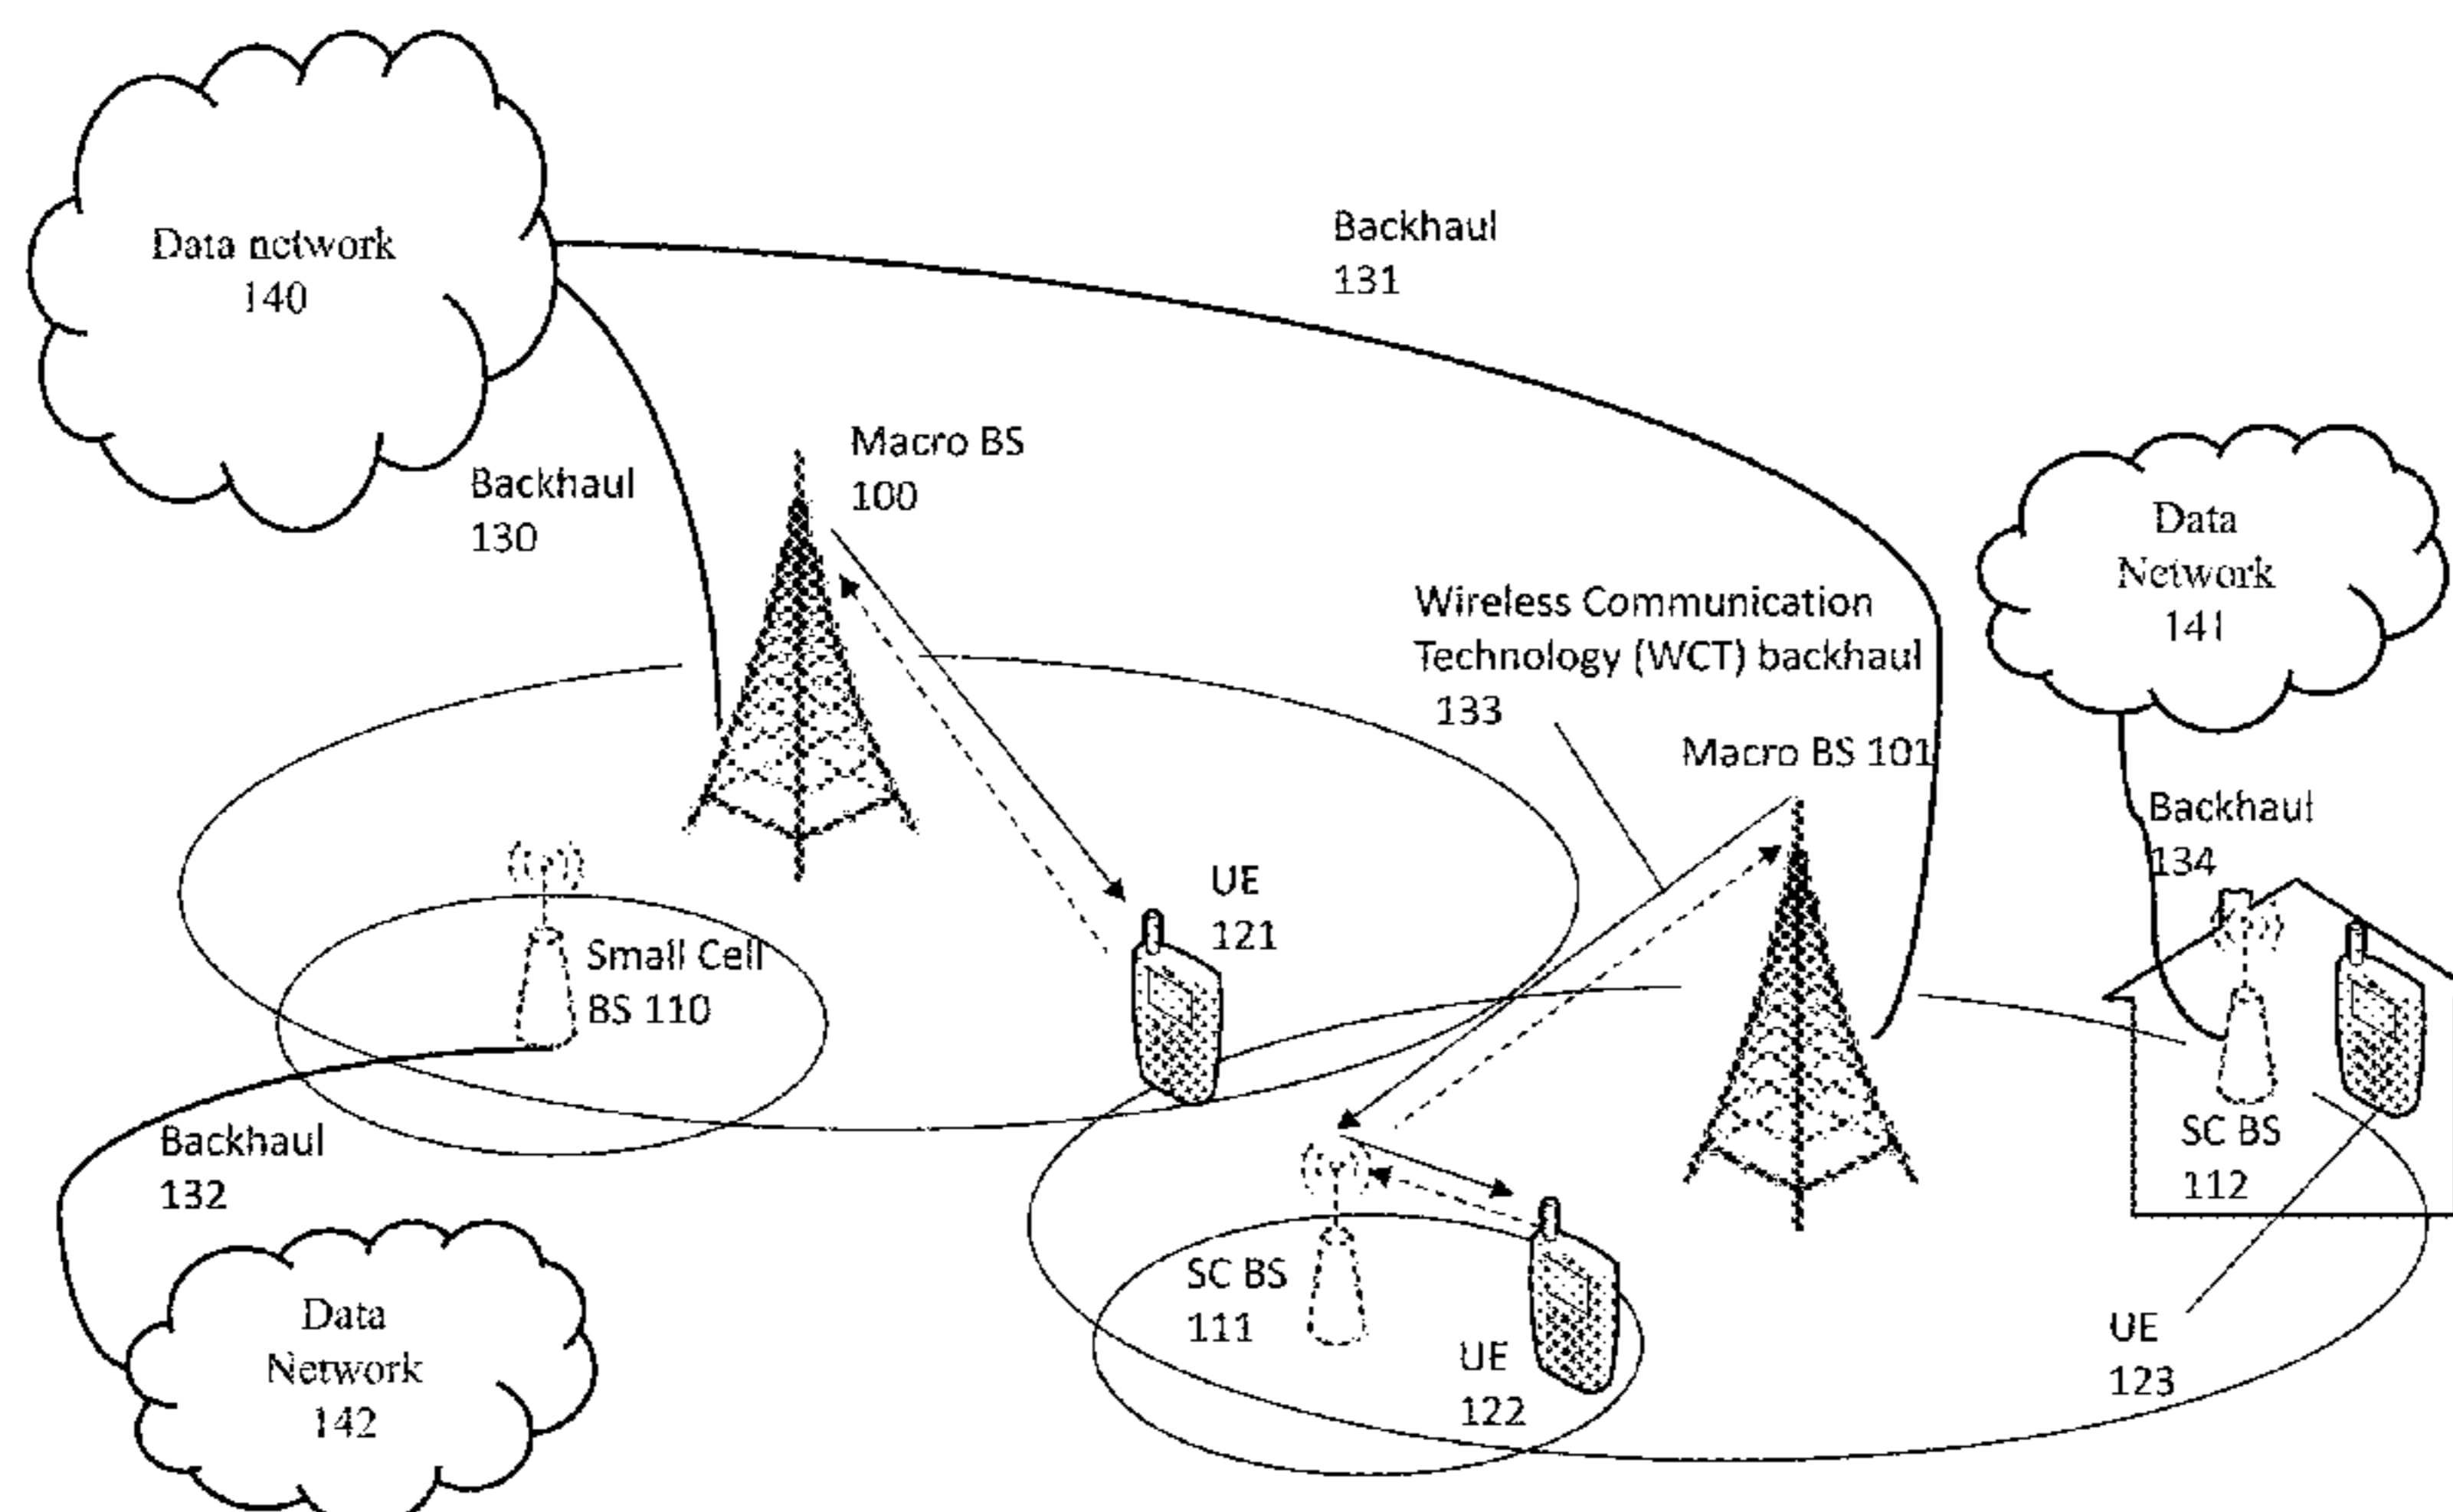 Data network
140
Backhaul
131
Macro BS
100
Backhaul
130
Data
Network
141
Wireless Communication
Technology (WCT) backhaul
133
Macro BS 101
Backhaul
134
UE
121
Small Cell
BS 110
SC BS
112
Backhaul
132
SC BS
111
UE
122
UE
123
Data
Network
142